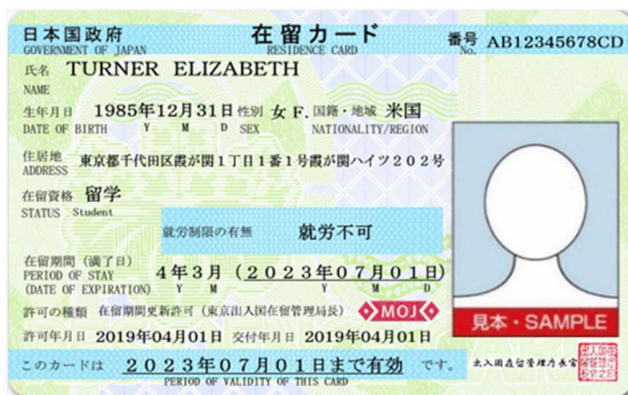 日本国政府 在留カード 番号 AB12345678CD
GOVERNMENT OF JAPAN RESIDENCE CARD No.
氏名 TURNER ELIZABETH
NAME
生年月日 1985年12月31日 性別 女 F. 国籍・地域 米国
DATE OF BIRTH Y M D SEX NATIONALITY/REGION
住居地 東京都千代田区霞が関1丁目1番1号霞が関ハイツ202号
ADDRESS
在留資格 留学
STATUS Student
就労制限の有無 就労不可
在留期間(満了日) 4年3月(2023年07月01日)
PERIOD OF STAY
(DATE OF EXPIRATION) Y M Y M D
許可の種類 在留期間更新許可(東京出入国在留管理局長) MOJ
見本・SAMPLE
許可年月日 2019年04月01日 交付年月日 2019年04月01日
このカードは 2023年07月01日まで有効 です。 出入国在留管理庁長官
PERIOD OF VALIDITY OF THIS CARD